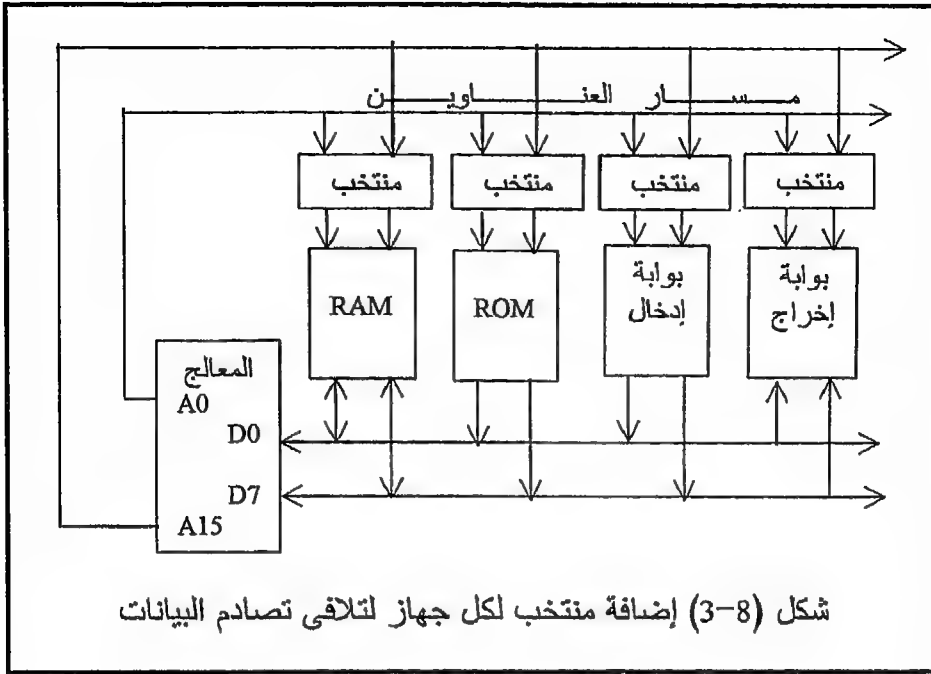 مسار العناوين
منتخب
منتخب
منتخب
منتخب
RAM
ROM
بوابة
إدخال
بوابة
إخراج
المعالج
A0
D0
D7
A15
شكل (8-3) إضافة منتخب لكل جهاز لتلافى تصادم البيانات